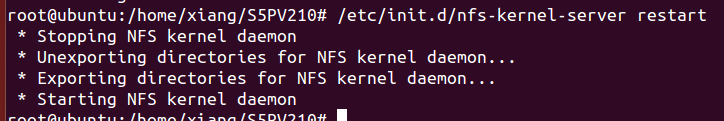 root@ubuntu:/home/xiang/S5PV210# /etc/init.d/nfs-kernel-server restart
* Stopping NFS kernel daemon
* Unexporting directories for NFS kernel daemon...
* Exporting directories for NFS kernel daemon...
* Starting NFS kernel daemon
root@ubuntu:/home/xiang/S5PV210#